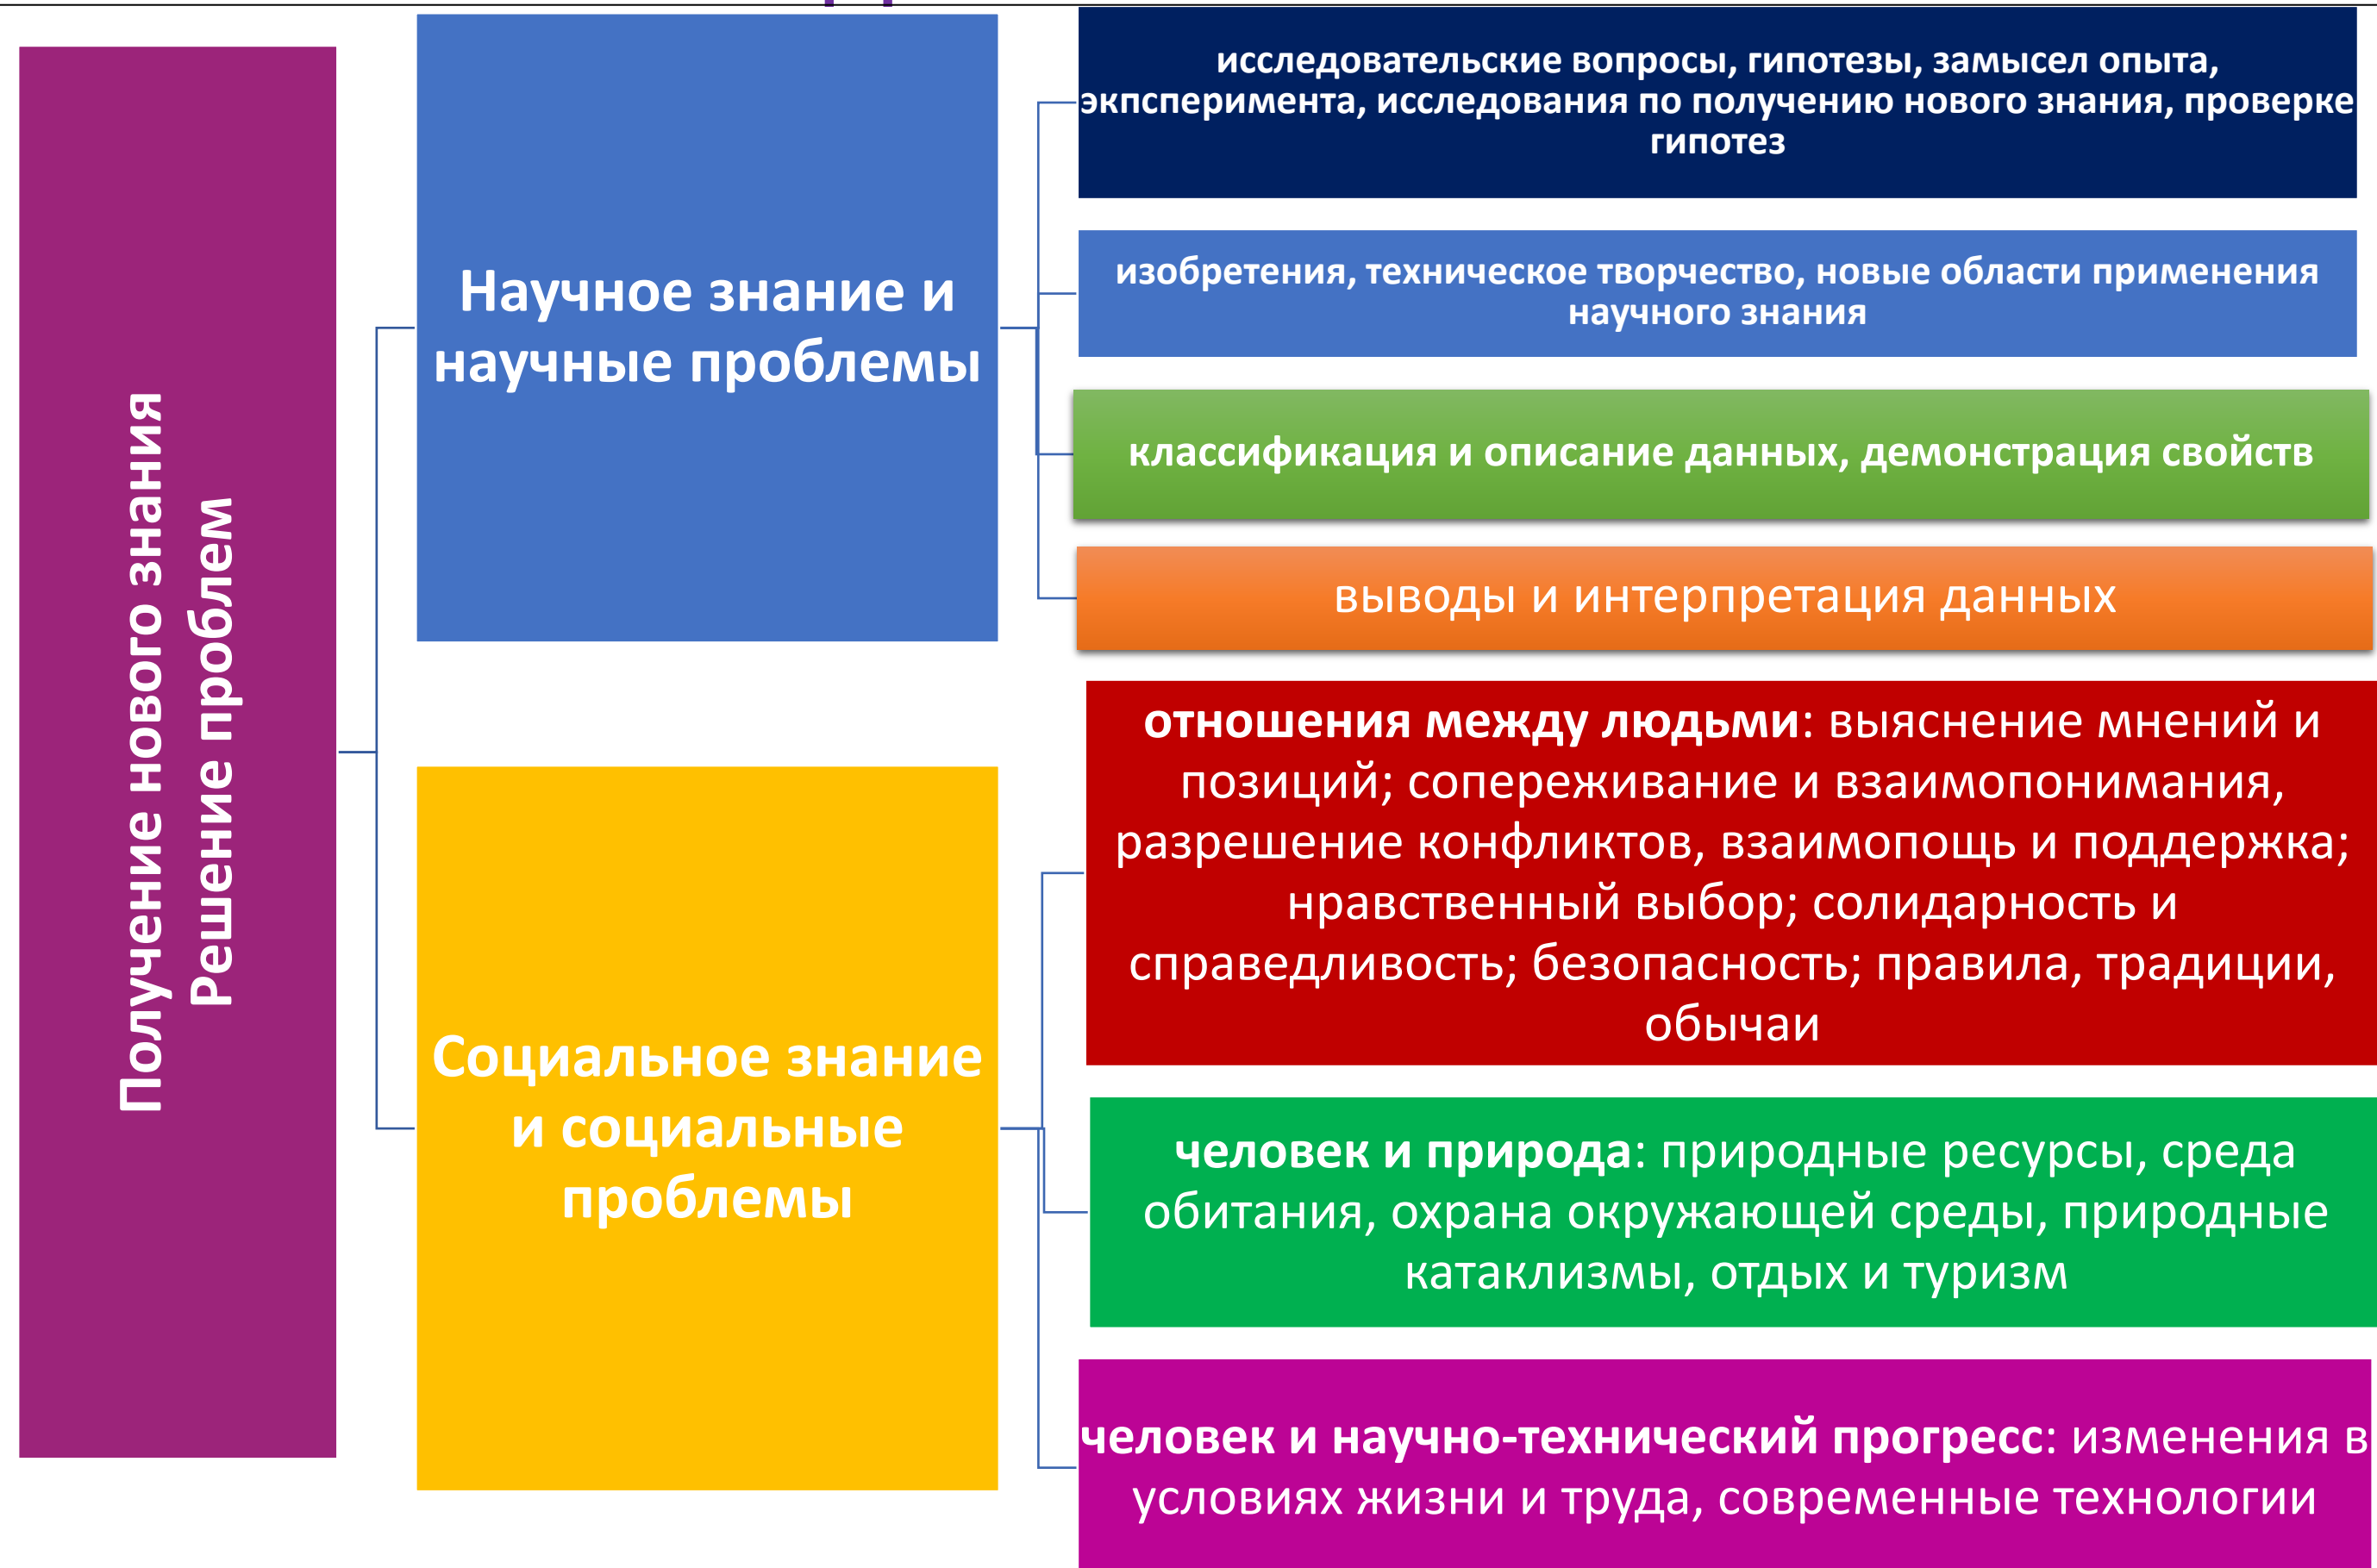 Получение нового знания
Решение проблем
Научное знание и
научные проблемы
исследовательские вопросы, гипотезы, замысел опыта,
экпсперимента, исследования по получению нового знания, проверке
гипотез
изобретения, техническое творчество, новые области применения
научного знания
классификация и описание данных, демонстрация свойств
выводы и интерпретация данных
Социальное знание
и социальные
проблемы
отношения между людьми: выяснение мнений и
позиций; сопереживание и взаимопонимания,
разрешение конфликтов, взаимопощь и поддержка;
нравственный выбор; солидарность и
справедливость; безопасность; правила, традиции,
обычаи
человек и природа: природные ресурсы, среда
обитания, охрана окружающей среды, природные
катаклизмы, отдых и туризм
человек и научно-технический прогресс: изменения в
условиях жизни и труда, современные технологии